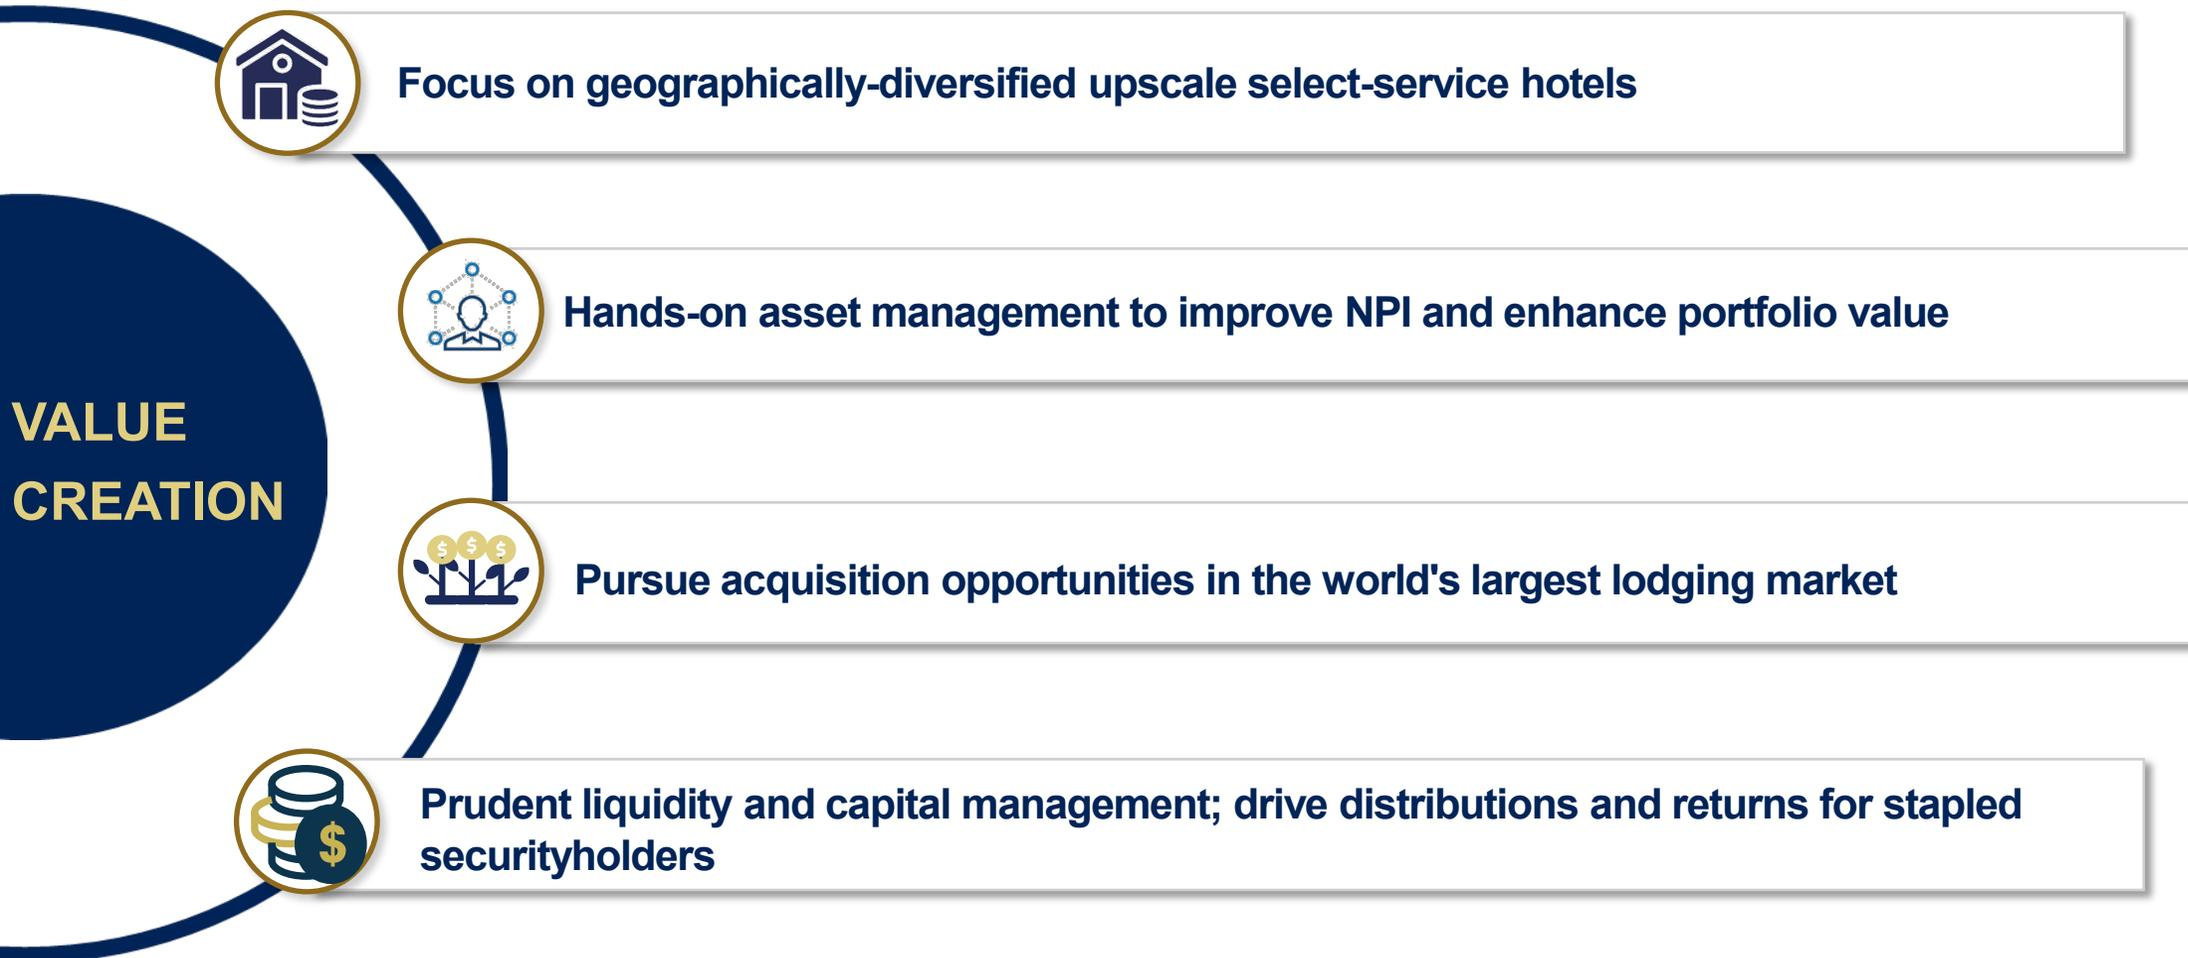 Focus on geographically-diversified upscale select-service hotels
Hands-on asset management to improve NPI and enhance portfolio value
VALUE
CREATION
Pursue acquisition opportunities in the world's largest lodging market
Prudent liquidity and capital management; drive distributions and returns for stapled
securityholders